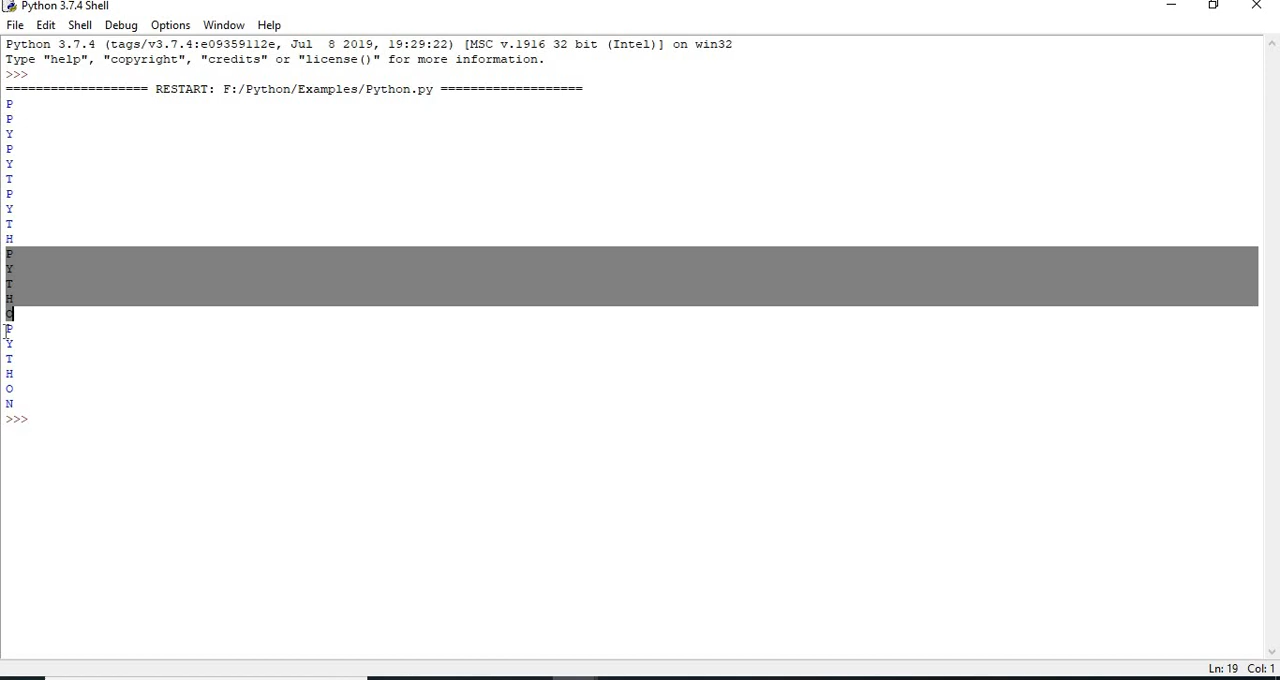 Python 3.7.4 Shell
File Edit Shell Debug Options Window Help
Python 3.7.4 (tags/v3.7.4:e09359112e, Jul  8 2019, 19:29:22) [MSC v.1916 32 bit (Intel)] on win32
Type "help", "copyright", "credits" or "license()" for more information.
>>>
=================== RESTART: F:/Python/Examples/Python.py ===================
P
P
Y
P
Y
T
P
Y
T
H
P
Y
T
H
O
P
Y
T
H
O
N
>>>
Ln: 19 Col: 1